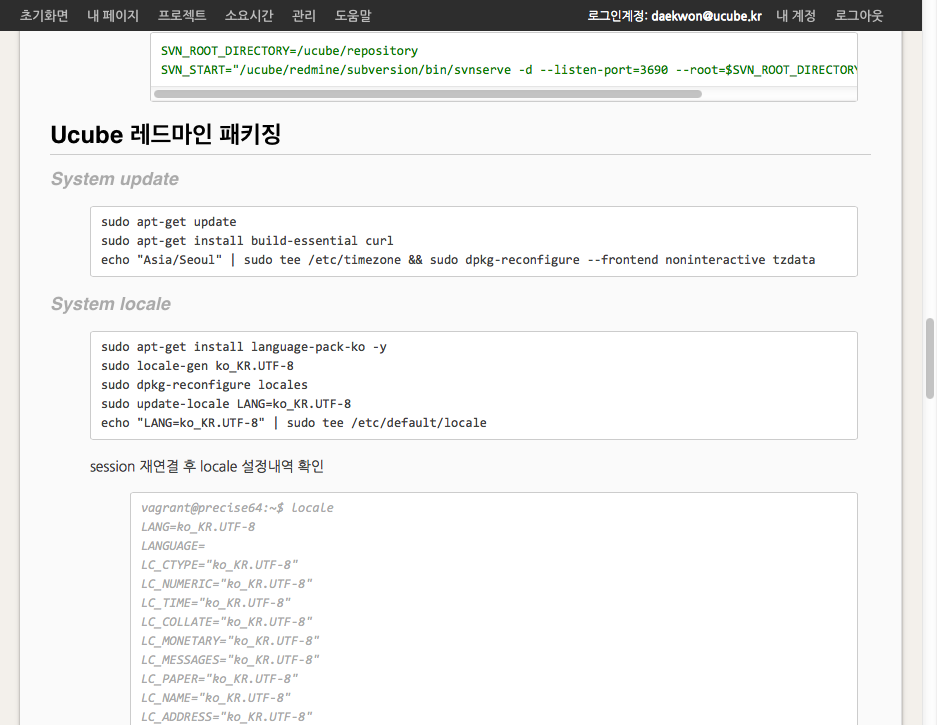 초기화면 내 페이지 프로젝트 소요시간 관리 도움말 로그인계정: daekwon@ucube.kr 내 계정 로그아웃
SVN_ROOT_DIRECTORY=/ucube/repository
SVN_START="/ucube/redmine/subversion/bin/svnserve -d --listen-port=3690 --root=$SVN_ROOT_DIRECTORY
Ucube 레드마인 패키징
System update
sudo apt-get update
sudo apt-get install build-essential curl
echo "Asia/Seoul" | sudo tee /etc/timezone && sudo dpkg-reconfigure --frontend noninteractive tzdata
System locale
sudo apt-get install language-pack-ko -y
sudo locale-gen ko_KR.UTF-8
sudo dpkg-reconfigure locales
sudo update-locale LANG=ko_KR.UTF-8
echo "LANG=ko_KR.UTF-8" | sudo tee /etc/default/locale
session 재연결 후 locale 설정내역 확인
vagrant@precise64:~$ locale
LANG=ko_KR.UTF-8
LANGUAGE=
LC_CTYPE="ko_KR.UTF-8"
LC_NUMERIC="ko_KR.UTF-8"
LC_TIME="ko_KR.UTF-8"
LC_COLLATE="ko_KR.UTF-8"
LC_MONETARY="ko_KR.UTF-8"
LC_MESSAGES="ko_KR.UTF-8"
LC_PAPER="ko_KR.UTF-8"
LC_NAME="ko_KR.UTF-8"
LC_ADDRESS="ko_KR.UTF-8"